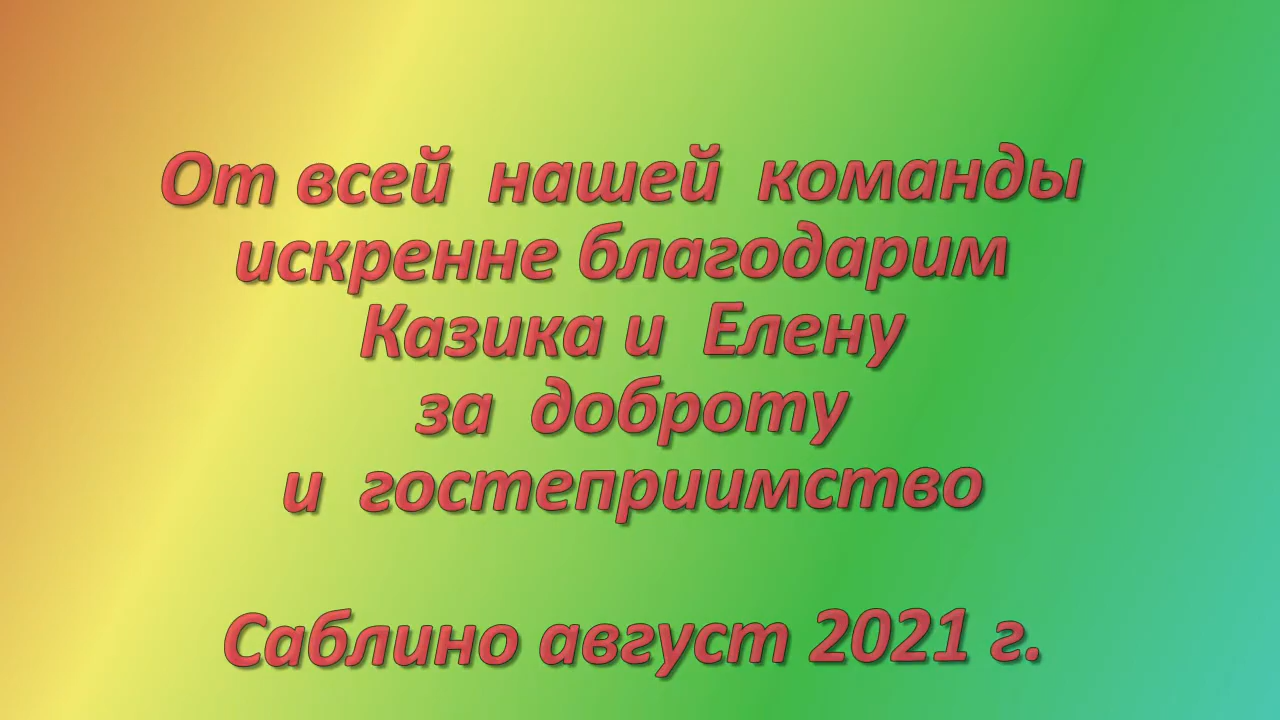 От всей нашей команды
искренне благодарим
Казика и Елену
за доброту
и гостеприимство
Саблино август 2021 г.